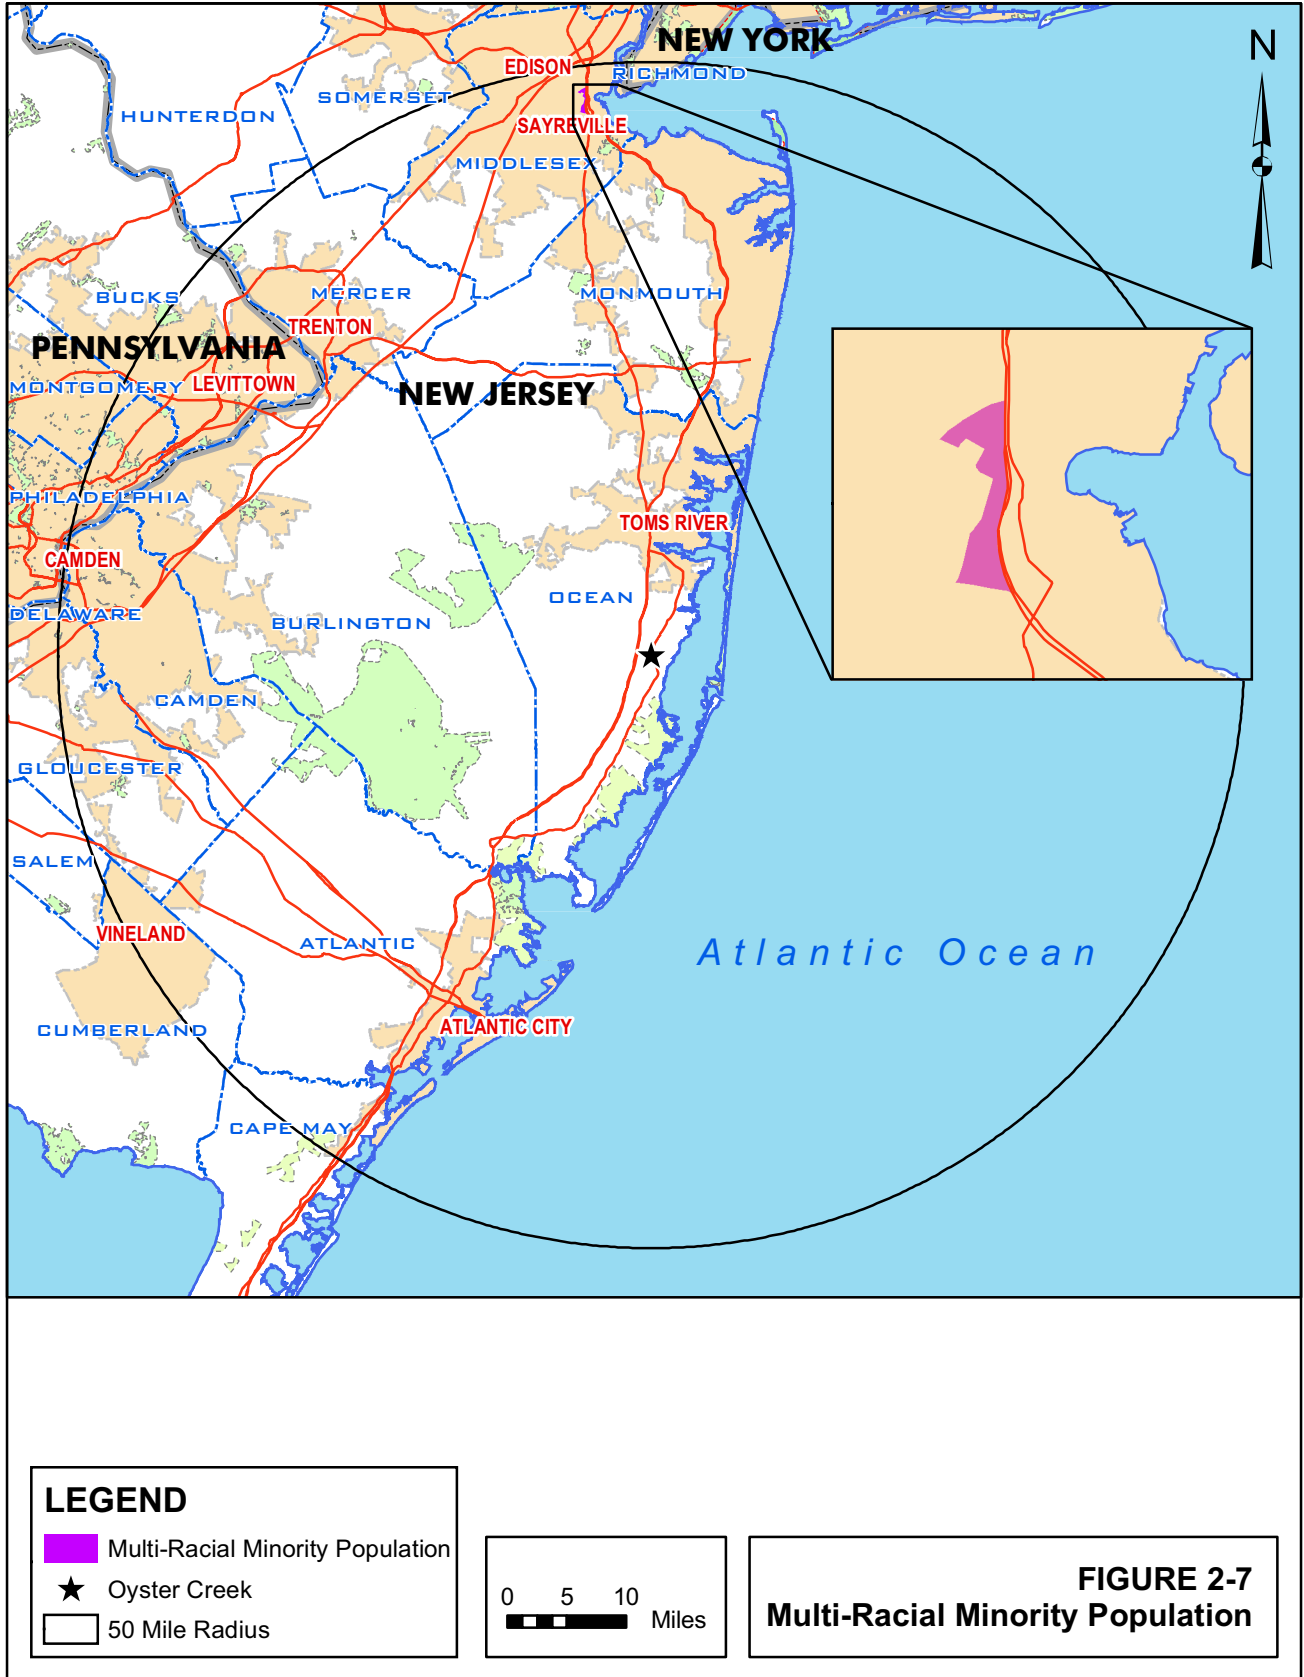 NEW YORK
N
EDISON
RICHMOND
SOMERSET
HUNTERDON
SAYREVILLE
MIDDLESEX
BUCKS
MERCER
MONMOUTH
TRENTON
PENNSYLVANIA
MONTGOMERY
LEVITTOWN
NEW JERSEY
PHILADELPHIA
TOMS RIVER
CAMDEN
OCEAN
DELAWARE
BURLINGTON
CAMDEN
GLOUCESTER
SALEM
VINELAND
ATLANTIC
Atlantic Ocean
CUMBERLAND
ATLANTIC CITY
CAPE MAY
LEGEND
Multi-Racial Minority Population
Oyster Creek
50 Mile Radius
0 5 10
Miles
FIGURE 2-7
Multi-Racial Minority Population